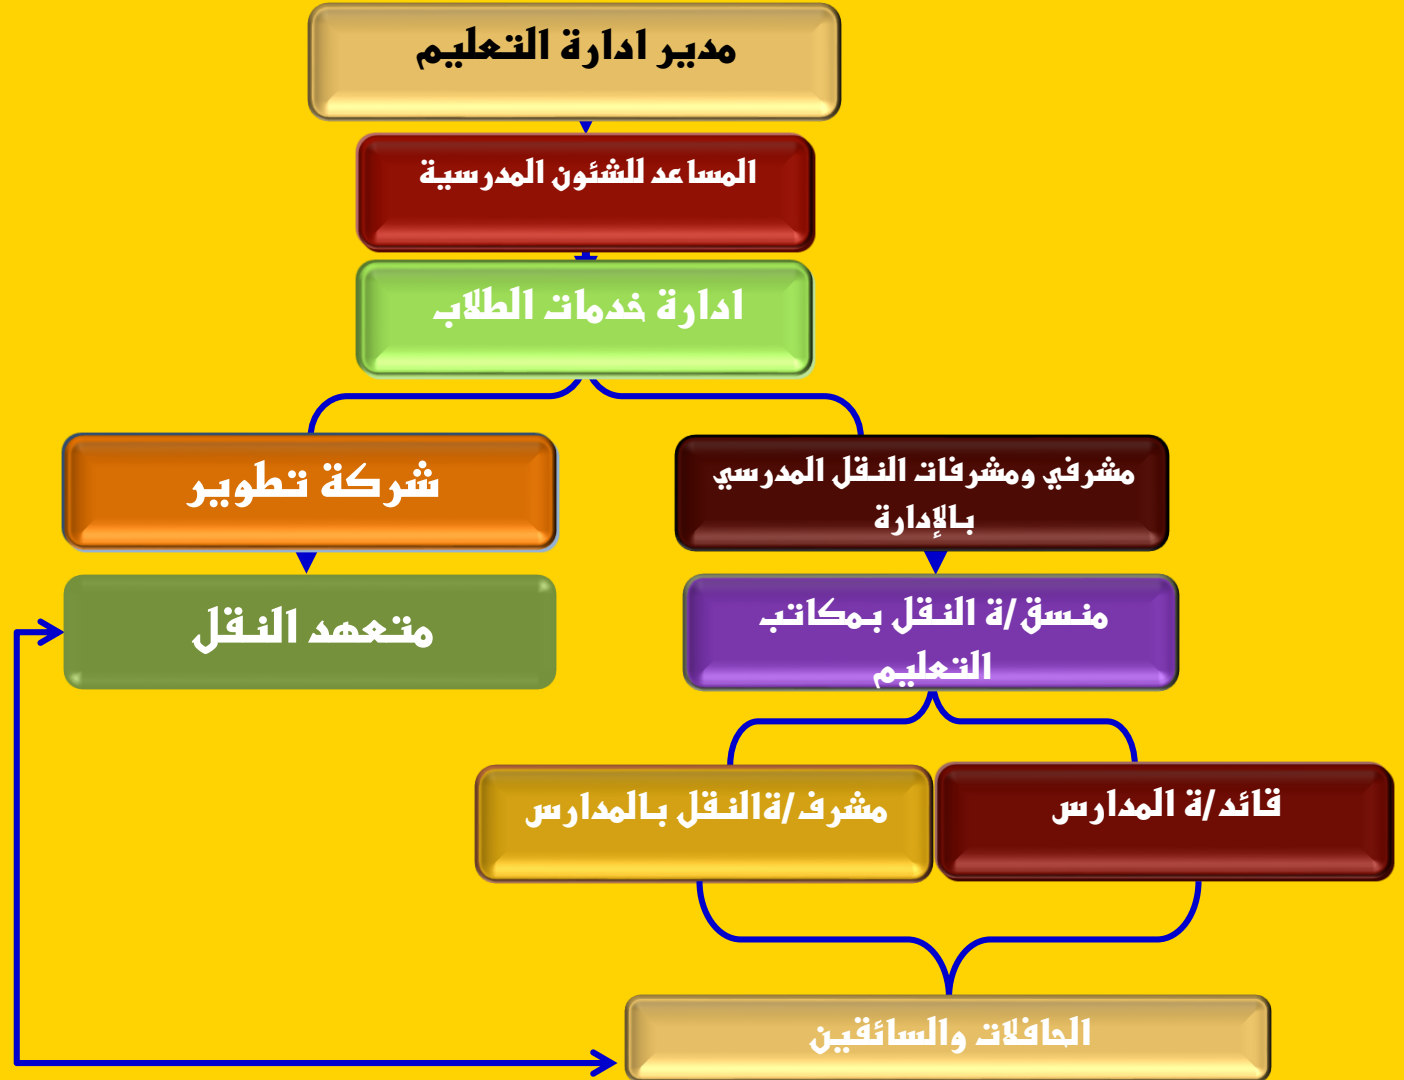 مدير ادارة التعليم
المساعد للشئون المدرسية
ادارة خدمات الطلاب
مشرفي ومشرفات النقل المدرسي
بالإدارة
شركة تطوير
منسق/ة النقل بمكاتب
التعليم
متعهد النقل
قائد/ة المدارس
مشرف/ةالنقل بالمدارس
الحافلات والسائقين